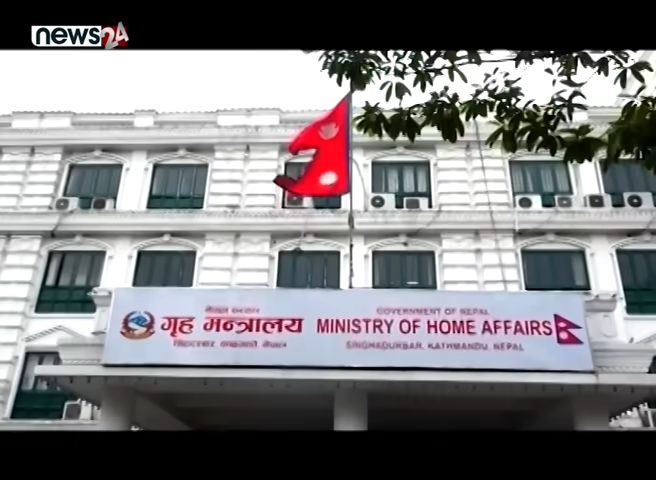 news24
नेपाल सरकार
गृह मन्त्रालय
सिंहदरबार, काठमाडौं, नेपाल
GOVERNMENT OF NEPAL
MINISTRY OF HOME AFFAIRS
SINGHADURBAR, KATHMANDU, NEPAL